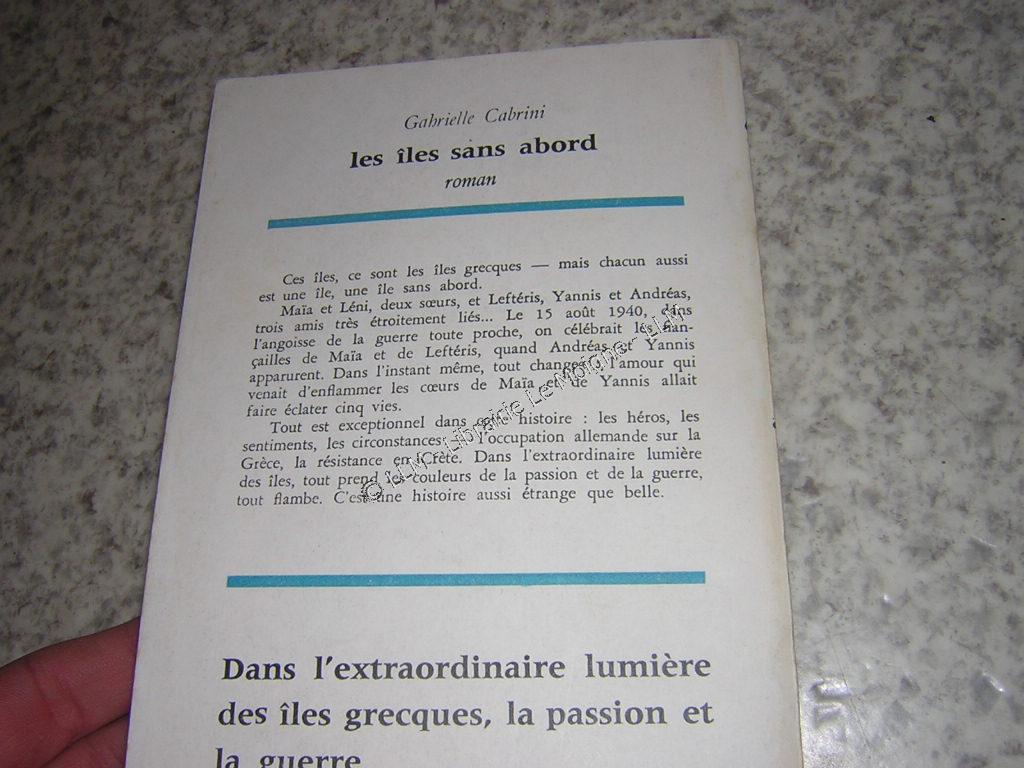 Gabrielle Cabrini
les îles sans abord
roman
Ces îles, ce sont les îles grecques — mais chacun aussi
est une île, une île sans abord.
Maïa et Léni, deux sœurs, et Leftéris, Yannis et Andréas,
trois amis très étroitement liés... Le 15 août 1940, dans
l'angoisse de la guerre toute proche, on célébrait les fian-
çailles de Maïa et de Leftéris, quand Andréas et Yannis
apparurent. Dans l'instant même, tout changea : l'amour qui
venait d'enflammer les cœurs de Maïa et de Yannis allait
faire éclater cinq vies.
Tout est exceptionnel dans cette histoire : les héros, les
sentiments, les circonstances : l'occupation allemande sur la
Grèce, la résistance en Crète. Dans l'extraordinaire lumière
des îles, tout prend les couleurs de la passion et de la guerre,
tout flambe. C'est une histoire aussi étrange que belle.
Dans l'extraordinaire lumière
des îles grecques, la passion et
la guerre
© LLM - Librairie Le Moigne - LLM